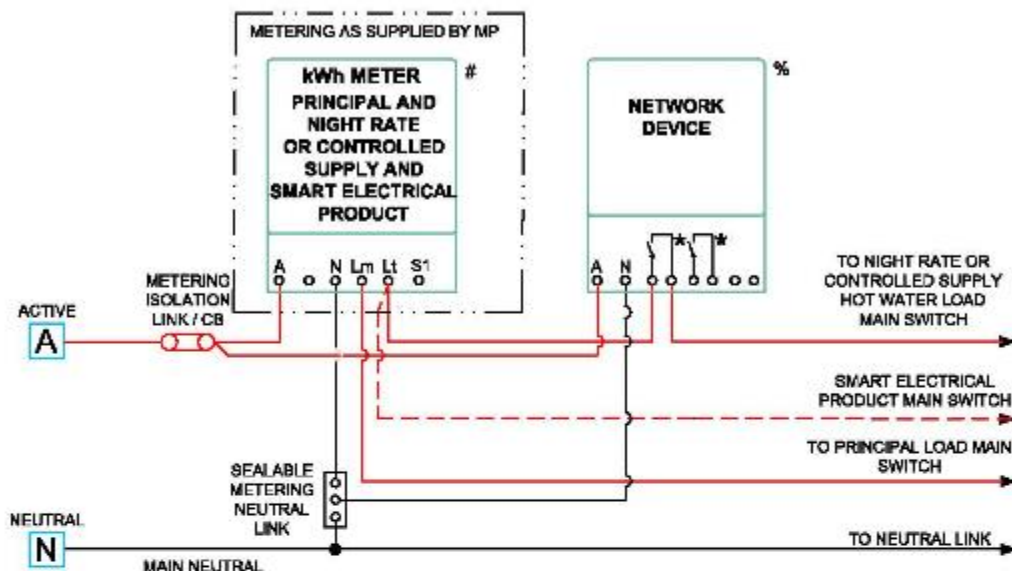 METERING AS SUPPLIED BY MP
kWh METER
PRINCIPAL AND
NIGHT RATE
OR CONTROLLED
SUPPLY AND
SMART ELECTRICAL
PRODUCT
#
A N Lm Lt S1
NETWORK
DEVICE
%
* *
A N
METERING
ISOLATION
LINK / CB
ACTIVE
A
TO NIGHT RATE OR
CONTROLLED SUPPLY
HOT WATER LOAD
MAIN SWITCH
SMART ELECTRICAL
PRODUCT MAIN SWITCH
TO PRINCIPAL LOAD MAIN
SWITCH
SEALABLE
METERING
NEUTRAL
LINK
NEUTRAL
N
MAIN NEUTRAL
TO NEUTRAL LINK